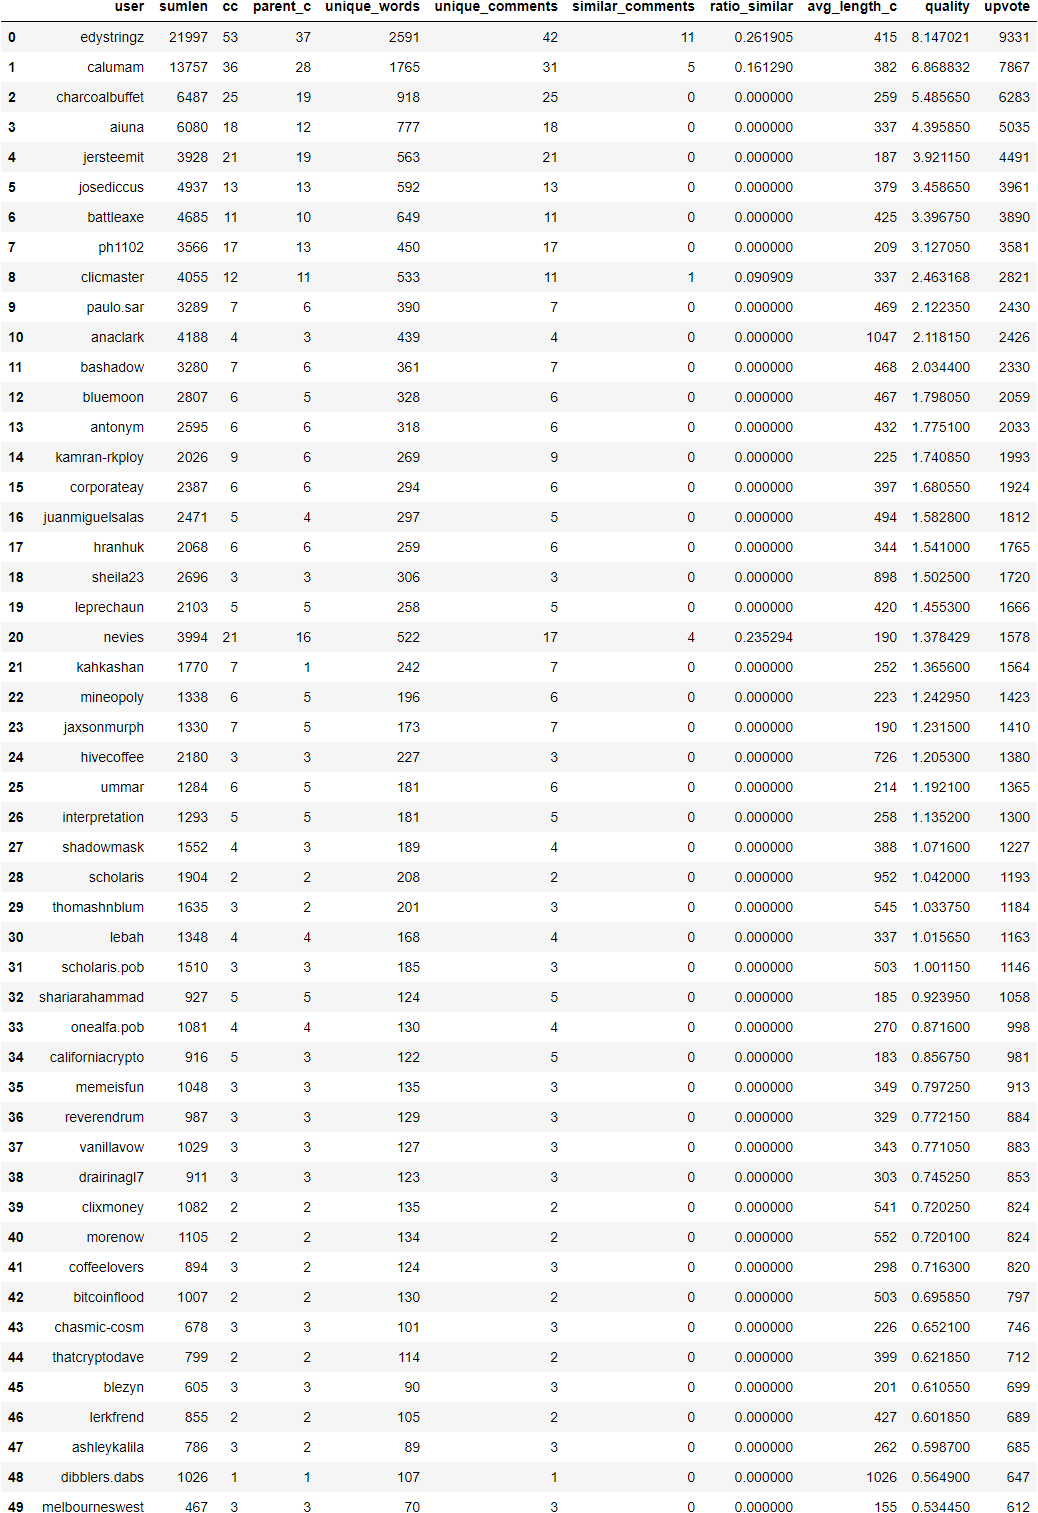 user sumlen cc parent_c unique_words unique_comments similar_comments ratio_similar avg_length_c quality upvote
0 edystringz 21997 53 37 2591 42 11 0.261905 415 8.147021 9331
1 calumam 13757 36 28 1765 31 5 0.161290 382 6.868832 7867
2 charcoalbuffet 6487 25 19 918 25 0 0.000000 259 5.485650 6283
3 aiuna 6080 18 12 777 18 0 0.000000 337 4.395850 5035
4 jersteemit 3928 21 19 563 21 0 0.000000 187 3.921150 4491
5 josediccus 4937 13 13 592 13 0 0.000000 379 3.458650 3961
6 battleaxe 4685 11 10 649 11 0 0.000000 425 3.396750 3890
7 ph1102 3566 17 13 450 17 0 0.000000 209 3.127050 3581
8 clicmaster 4055 12 11 533 11 1 0.090909 337 2.463168 2821
9 paulo.sar 3289 7 6 390 7 0 0.000000 469 2.122350 2430
10 anaclark 4188 4 3 439 4 0 0.000000 1047 2.118150 2426
11 bashadow 3280 7 6 361 7 0 0.000000 468 2.034400 2330
12 bluemoon 2807 6 5 328 6 0 0.000000 467 1.798050 2059
13 antonym 2595 6 6 318 6 0 0.000000 432 1.775100 2033
14 kamran-rkploy 2026 9 6 269 9 0 0.000000 225 1.740850 1993
15 corporateay 2387 6 6 294 6 0 0.000000 397 1.680550 1924
16 juanmiguelsalas 2471 5 4 297 5 0 0.000000 494 1.582800 1812
17 hranhuk 2068 6 6 259 6 0 0.000000 344 1.541000 1765
18 sheila23 2696 3 3 306 3 0 0.000000 898 1.502500 1720
19 leprechaun 2103 5 5 258 5 0 0.000000 420 1.455300 1666
20 nevies 3994 21 16 522 17 4 0.235294 190 1.378429 1578
21 kahkashan 1770 7 1 242 7 0 0.000000 252 1.365600 1564
22 mineopoly 1338 6 5 196 6 0 0.000000 223 1.242950 1423
23 jaxsonmurph 1330 7 5 173 7 0 0.000000 190 1.231500 1410
24 hivecoffee 2180 3 3 227 3 0 0.000000 726 1.205300 1380
25 ummar 1284 6 5 181 6 0 0.000000 214 1.192100 1365
26 interpretation 1293 5 5 181 5 0 0.000000 258 1.135200 1300
27 shadowmask 1552 4 3 189 4 0 0.000000 388 1.071600 1227
28 scholaris 1904 2 2 208 2 0 0.000000 952 1.042000 1193
29 thomashnblum 1635 3 2 201 3 0 0.000000 545 1.033750 1184
30 lebah 1348 4 4 168 4 0 0.000000 337 1.015650 1163
31 scholaris.pob 1510 3 3 185 3 0 0.000000 503 1.001150 1146
32 shariarahammad 927 5 5 124 5 0 0.000000 185 0.923950 1058
33 onealfa.pob 1081 4 4 130 4 0 0.000000 270 0.871600 998
34 californiacrypto 916 5 3 122 5 0 0.000000 183 0.856750 981
35 memeisfun 1048 3 3 135 3 0 0.000000 349 0.797250 913
36 reverendrum 987 3 3 129 3 0 0.000000 329 0.772150 884
37 vanillavow 1029 3 3 127 3 0 0.000000 343 0.771050 883
38 drairinagl7 911 3 3 123 3 0 0.000000 303 0.745250 853
39 clixmoney 1082 2 2 135 2 0 0.000000 541 0.720250 824
40 morenow 1105 2 2 134 2 0 0.000000 552 0.720100 824
41 coffeelovers 894 3 2 124 3 0 0.000000 298 0.716300 820
42 bitcoinflood 1007 2 2 130 2 0 0.000000 503 0.695850 797
43 chasmic-cosm 678 3 3 101 3 0 0.000000 226 0.652100 746
44 thatcryptodave 799 2 2 114 2 0 0.000000 399 0.621850 712
45 blezyn 605 3 3 90 3 0 0.000000 201 0.610550 699
46 lerkfrend 855 2 2 105 2 0 0.000000 427 0.601850 689
47 ashleykalila 786 3 2 89 3 0 0.000000 262 0.598700 685
48 dibblers.dabs 1026 1 1 107 1 0 0.000000 1026 0.564900 647
49 melbourneswest 467 3 3 70 3 0 0.000000 155 0.534450 612